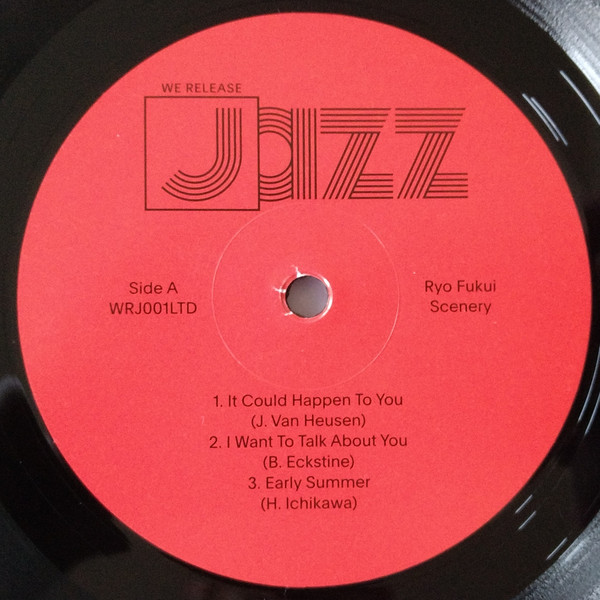 WE RELEASE
Jazz
Side A
WRJ001LTD
Ryo Fukui
Scenery
1. It Could Happen To You
(J. Van Heusen)
2. I Want To Talk About You
(B. Eckstine)
3. Early Summer
(H. Ichikawa)